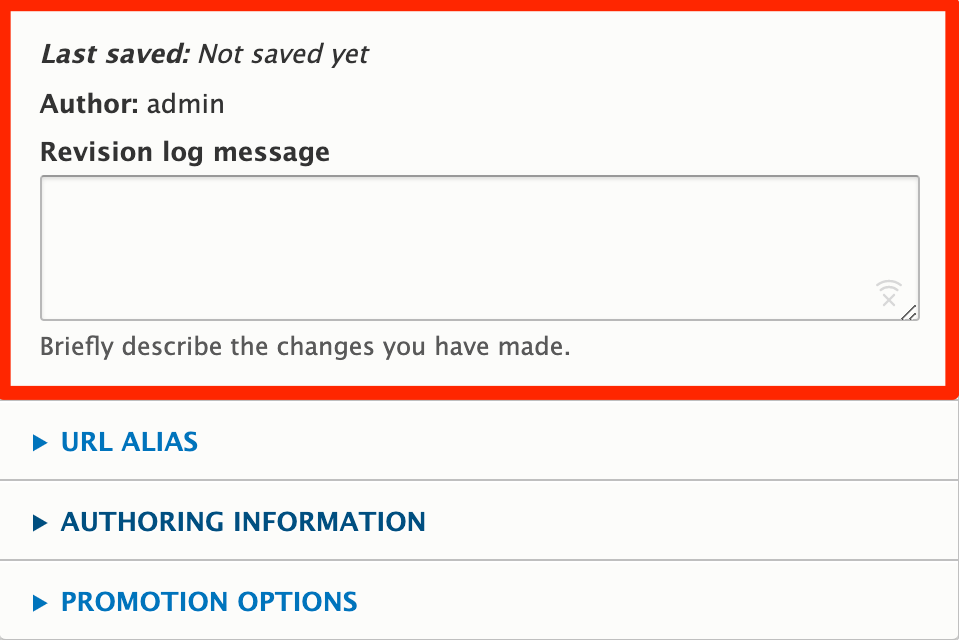 Last saved: Not saved yet
Author: admin
Revision log message
Briefly describe the changes you have made.
URL ALIAS
AUTHORING INFORMATION
PROMOTION OPTIONS